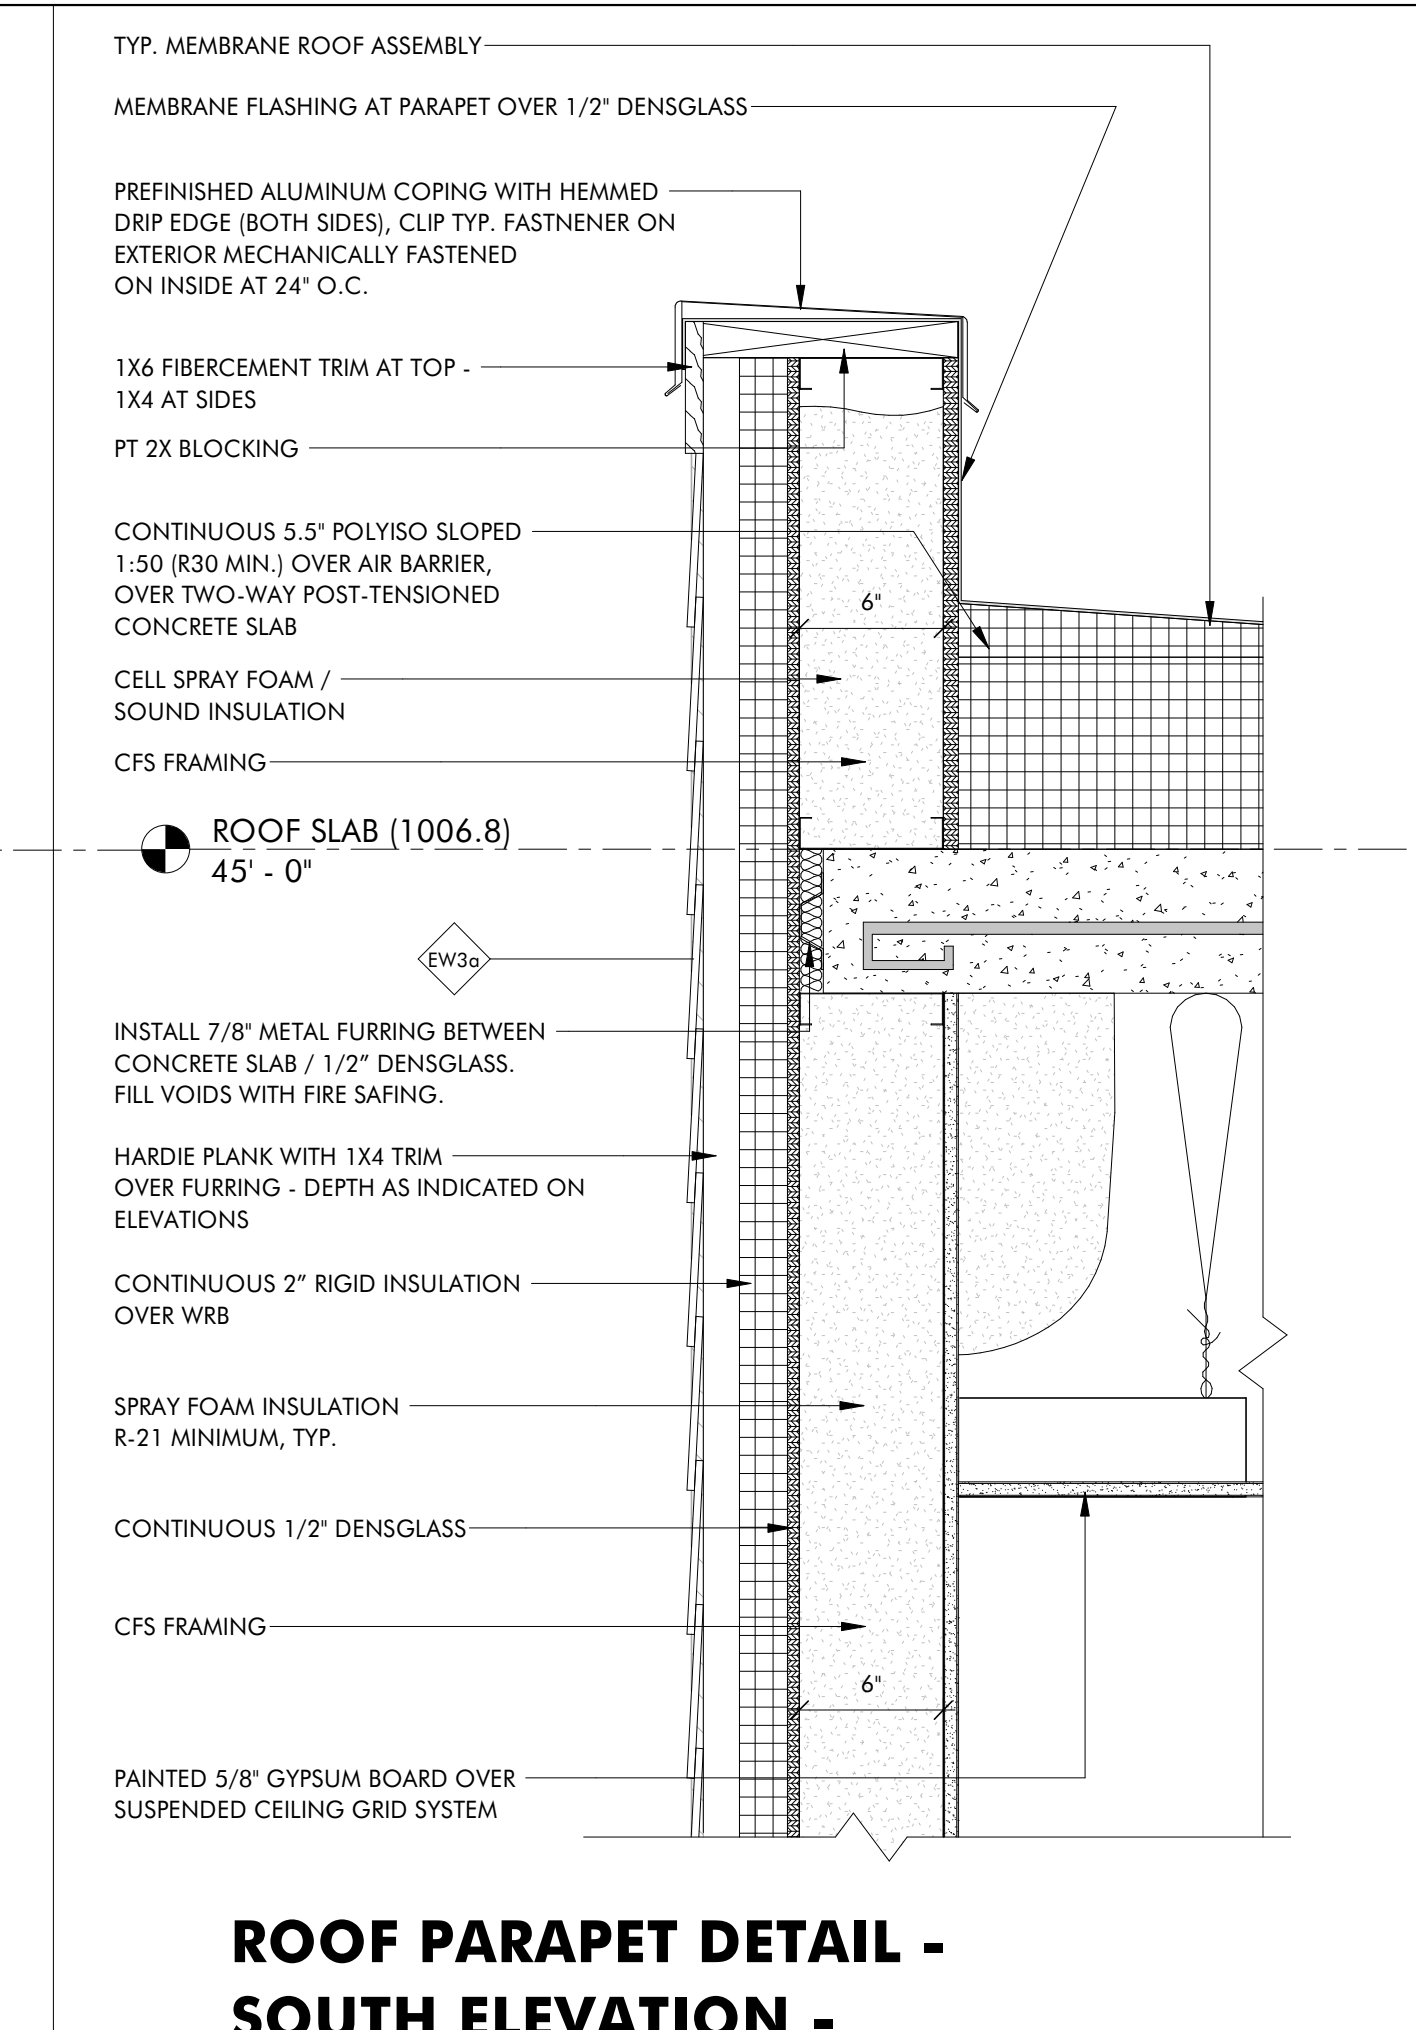 TYP. MEMBRANE ROOF ASSEMBLY
MEMBRANE FLASHING AT PARAPET OVER 1/2" DENSGLASS
PREFINISHED ALUMINUM COPING WITH HEMMED
DRIP EDGE (BOTH SIDES), CLIP TYP. FASTNENER ON
EXTERIOR MECHANICALLY FASTENED
ON INSIDE AT 24" O.C.
1X6 FIBERCEMENT TRIM AT TOP -
1X4 AT SIDES
PT 2X BLOCKING
CONTINUOUS 5.5" POLYISO SLOPED
1:50 (R30 MIN.) OVER AIR BARRIER,
OVER TWO-WAY POST-TENSIONED
CONCRETE SLAB
6"
CELL SPRAY FOAM /
SOUND INSULATION
CFS FRAMING
ROOF SLAB (1006.8)
45' - 0"
EW3a
INSTALL 7/8" METAL FURRING BETWEEN
CONCRETE SLAB / 1/2” DENSGLASS.
FILL VOIDS WITH FIRE SAFING.
HARDIE PLANK WITH 1X4 TRIM
OVER FURRING - DEPTH AS INDICATED ON
ELEVATIONS
CONTINUOUS 2” RIGID INSULATION
OVER WRB
SPRAY FOAM INSULATION
R-21 MINIMUM, TYP.
CONTINUOUS 1/2" DENSGLASS
CFS FRAMING
6"
PAINTED 5/8" GYPSUM BOARD OVER
SUSPENDED CEILING GRID SYSTEM
ROOF PARAPET DETAIL -
SOUTH ELEVATION -